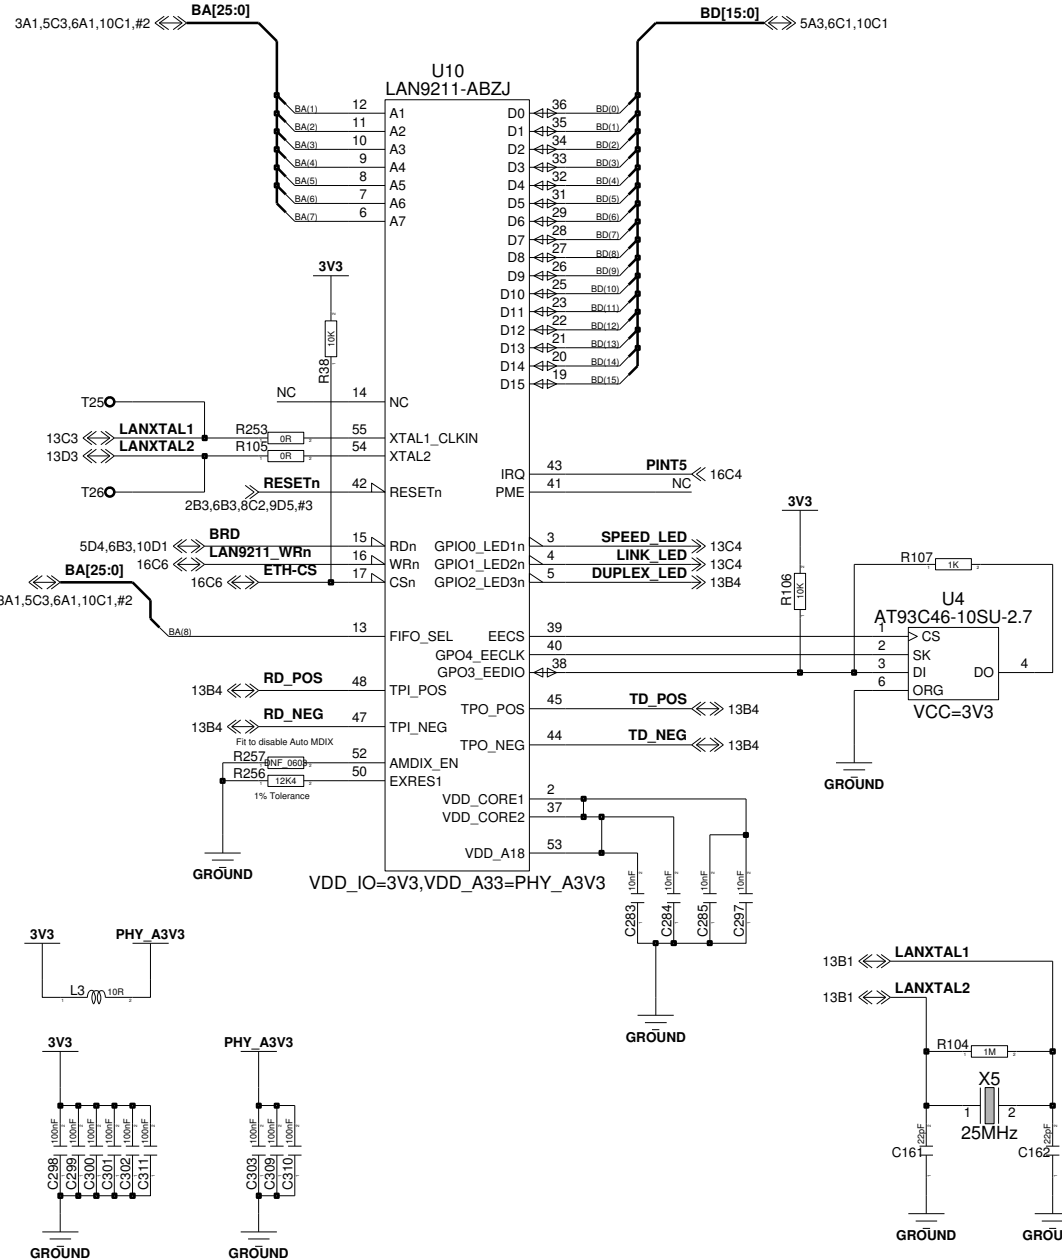 BA[25:0]
3A1,5C3,6A1,10C1,#2
BD[15:0]
5A3,6C1,10C1
U10
LAN9211-ABZJ
BA(1) 12 A1 D0 36 BD(0)
BA(2) 11 A2 D1 35 BD(1)
BA(3) 10 A3 D2 34 BD(2)
BA(4) 9 A4 D3 33 BD(3)
BA(5) 8 A5 D4 32 BD(4)
BA(6) 7 A6 D5 31 BD(5)
BA(7) 6 A7 D6 29 BD(6)
D7 28 BD(7)
D8 27 BD(8)
D9 26 BD(9)
D10 25 BD(10)
D11 23 BD(11)
D12 22 BD(12)
D13 21 BD(13)
D14 20 BD(14)
D15 19 BD(15)
3V3
R38 10K
NC 14 NC
T25
13C3 LANXTAL1 R253 0R 55 XTAL1_CLKIN
13D3 LANXTAL2 R105 0R 54 XTAL2
T26
RESETn 42 RESETn
2B3,6B3,8C2,9D5,#3
IRQ 43 PINT5 16C4
PME 41 NC
5D4,6B3,10D1 BRD 15 RDn
16C6 LAN9211_WRn 16 WRn
16C6 ETH-CS 17 CSn
GPIO0_LED1n 3 SPEED_LED 13C4
GPIO1_LED2n 4 LINK_LED 13C4
GPIO2_LED3n 5 DUPLEX_LED 13B4
BA[25:0]
3A1,5C3,6A1,10C1,#2
BA(8) 13 FIFO_SEL
EECS 39
GPO4_EECLK 40
GPO3_EEDIO 38
3V3
R106 10K
R107 1K
U4
AT93C46-10SU-2.7
1 CS
2 SK
3 DI DO 4
6 ORG
VCC=3V3
GROUND
13B4 RD_POS 48 TPI_POS
13B4 RD_NEG 47 TPI_NEG
TPO_POS 45 TD_POS 13B4
TPO_NEG 44 TD_NEG 13B4
Fit to disable Auto MDIX
R257 DNF_0603 52 AMDIX_EN
R256 12K4 50 EXRES1
1% Tolerance
GROUND
VDD_CORE1 2
VDD_CORE2 37
VDD_A18 53
VDD_IO=3V3,VDD_A33=PHY_A3V3
C283 10nF
C284 10nF
C285 10nF
C297 10nF
GROUND
3V3 PHY_A3V3
L3 10R
3V3
C298 100nF
C299 100nF
C300 100nF
C301 100nF
C302 100nF
C311 100nF
GROUND
PHY_A3V3
C303 100nF
C309 100nF
C310 100nF
GROUND
13B1 LANXTAL1
13B1 LANXTAL2
R104 1M
X5
1 2
25MHz
C161 22pF
C162 22pF
GROUND
GROU